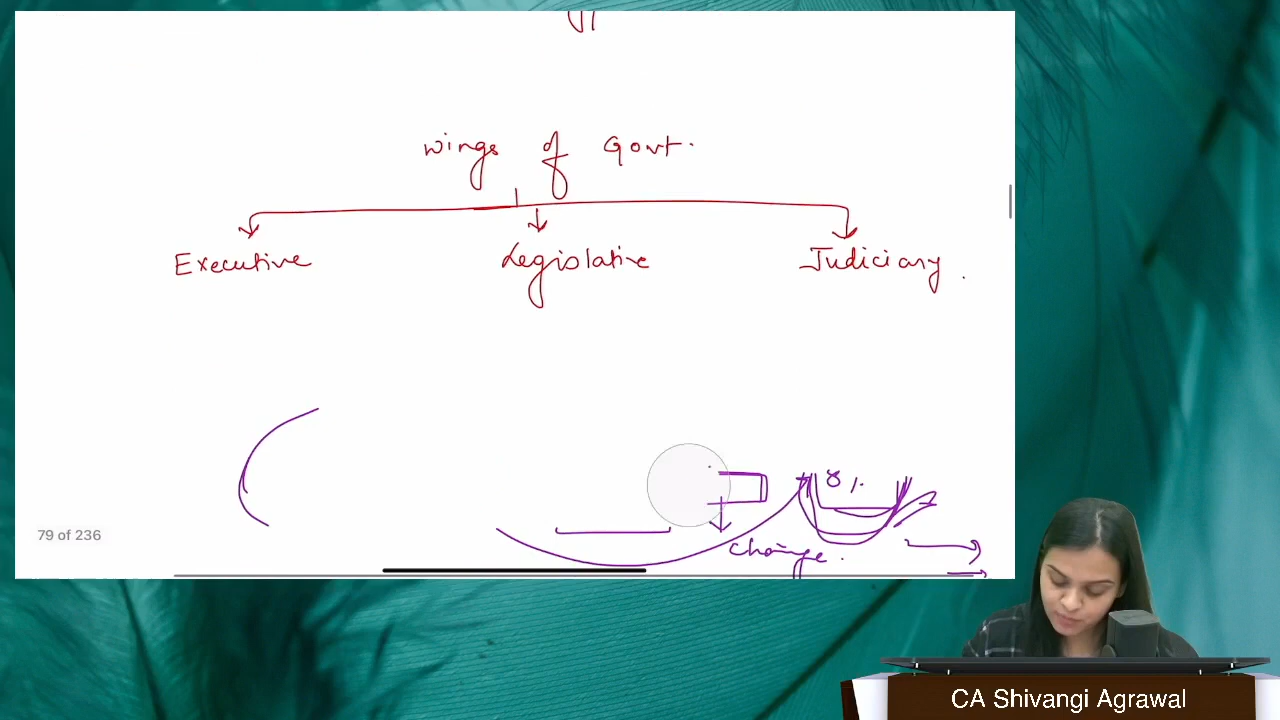 Wings of Govt.
Executive Legislative Judiciary.
8%
79 of 236
Change.
CA Shivangi Agrawal